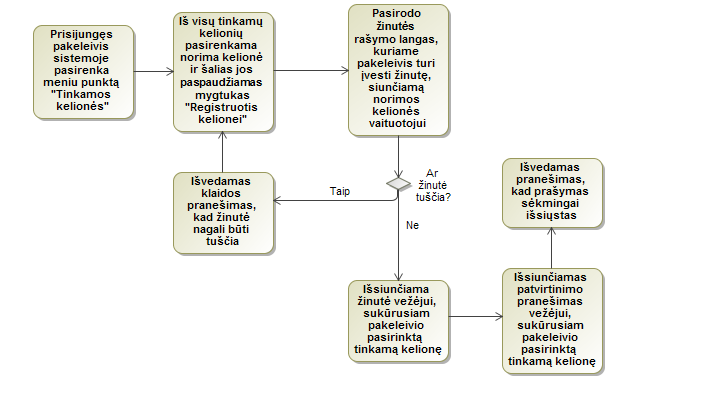 Prisijungęs
pakeleivis
sistemoje
pasirenka
meniu punktą
"Tinkamos
kelionės"
Iš visų tinkamų
kelionių
pasirenkama
norima kelionė
ir šalias jos
paspaudžiamas
mygtukas
"Registruotis
kelionei"
Pasirodo
žinutės
rašymo langas,
kuriame
pakeleivis turi
įvesti žinutę,
siunčiamą
norimos
kelionės
vaituotojui
Ar
žinutė
tuščia?
Taip
Ne
Išvedamas
klaidos
pranešimas,
kad žinutė
nagali būti
tuščia
Išsiunčiama
žinutė vežėjui,
sukūrusiam
pakeleivio
pasirinktą
tinkamą kelionę
Išsiunčiamas
patvirtinimo
pranešimas
vežėjui,
sukūrusiam
pakeleivio
pasirinktą
tinkamą kelionę
Išvedamas
pranešimas,
kad prašymas
sėkmingai
išsiųstas